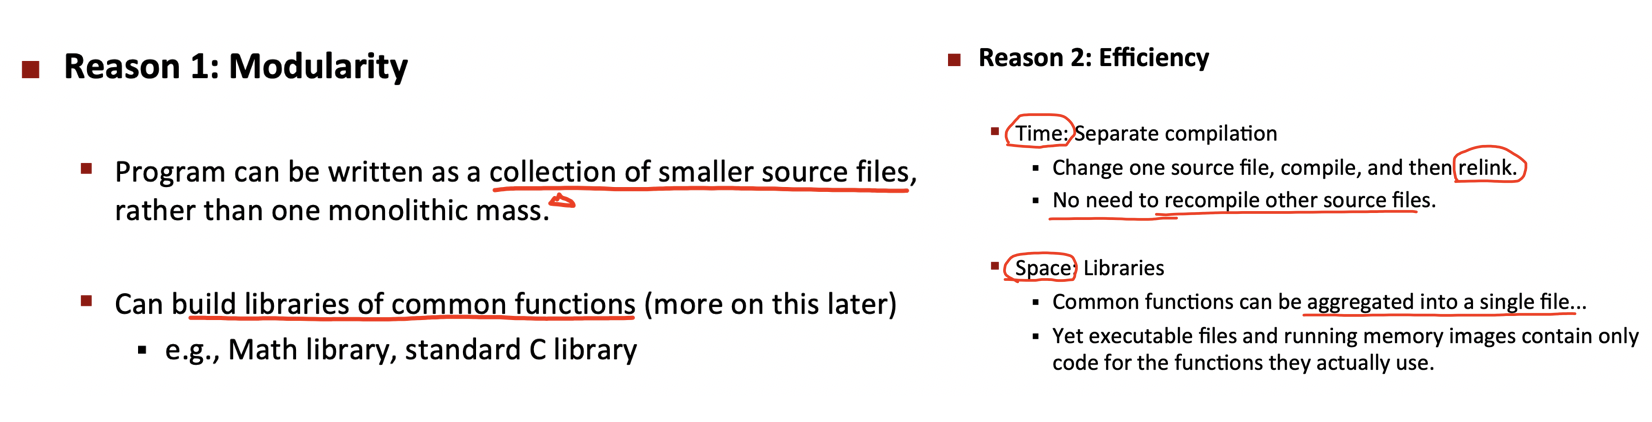 Reason 1: Modularity
Program can be written as a collection of smaller source files,
rather than one monolithic mass.
Can build libraries of common functions (more on this later)
e.g., Math library, standard C library
Reason 2: Efficiency
Time: Separate compilation
Change one source file, compile, and then relink.
No need to recompile other source files.
Space: Libraries
Common functions can be aggregated into a single file...
Yet executable files and running memory images contain only
code for the functions they actually use.